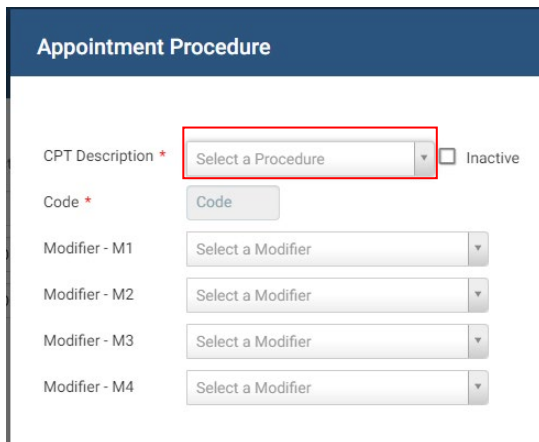 Appointment Procedure
CPT Description * Select a Procedure Inactive
Code * Code
Modifier - M1 Select a Modifier
Modifier - M2 Select a Modifier
Modifier - M3 Select a Modifier
Modifier - M4 Select a Modifier